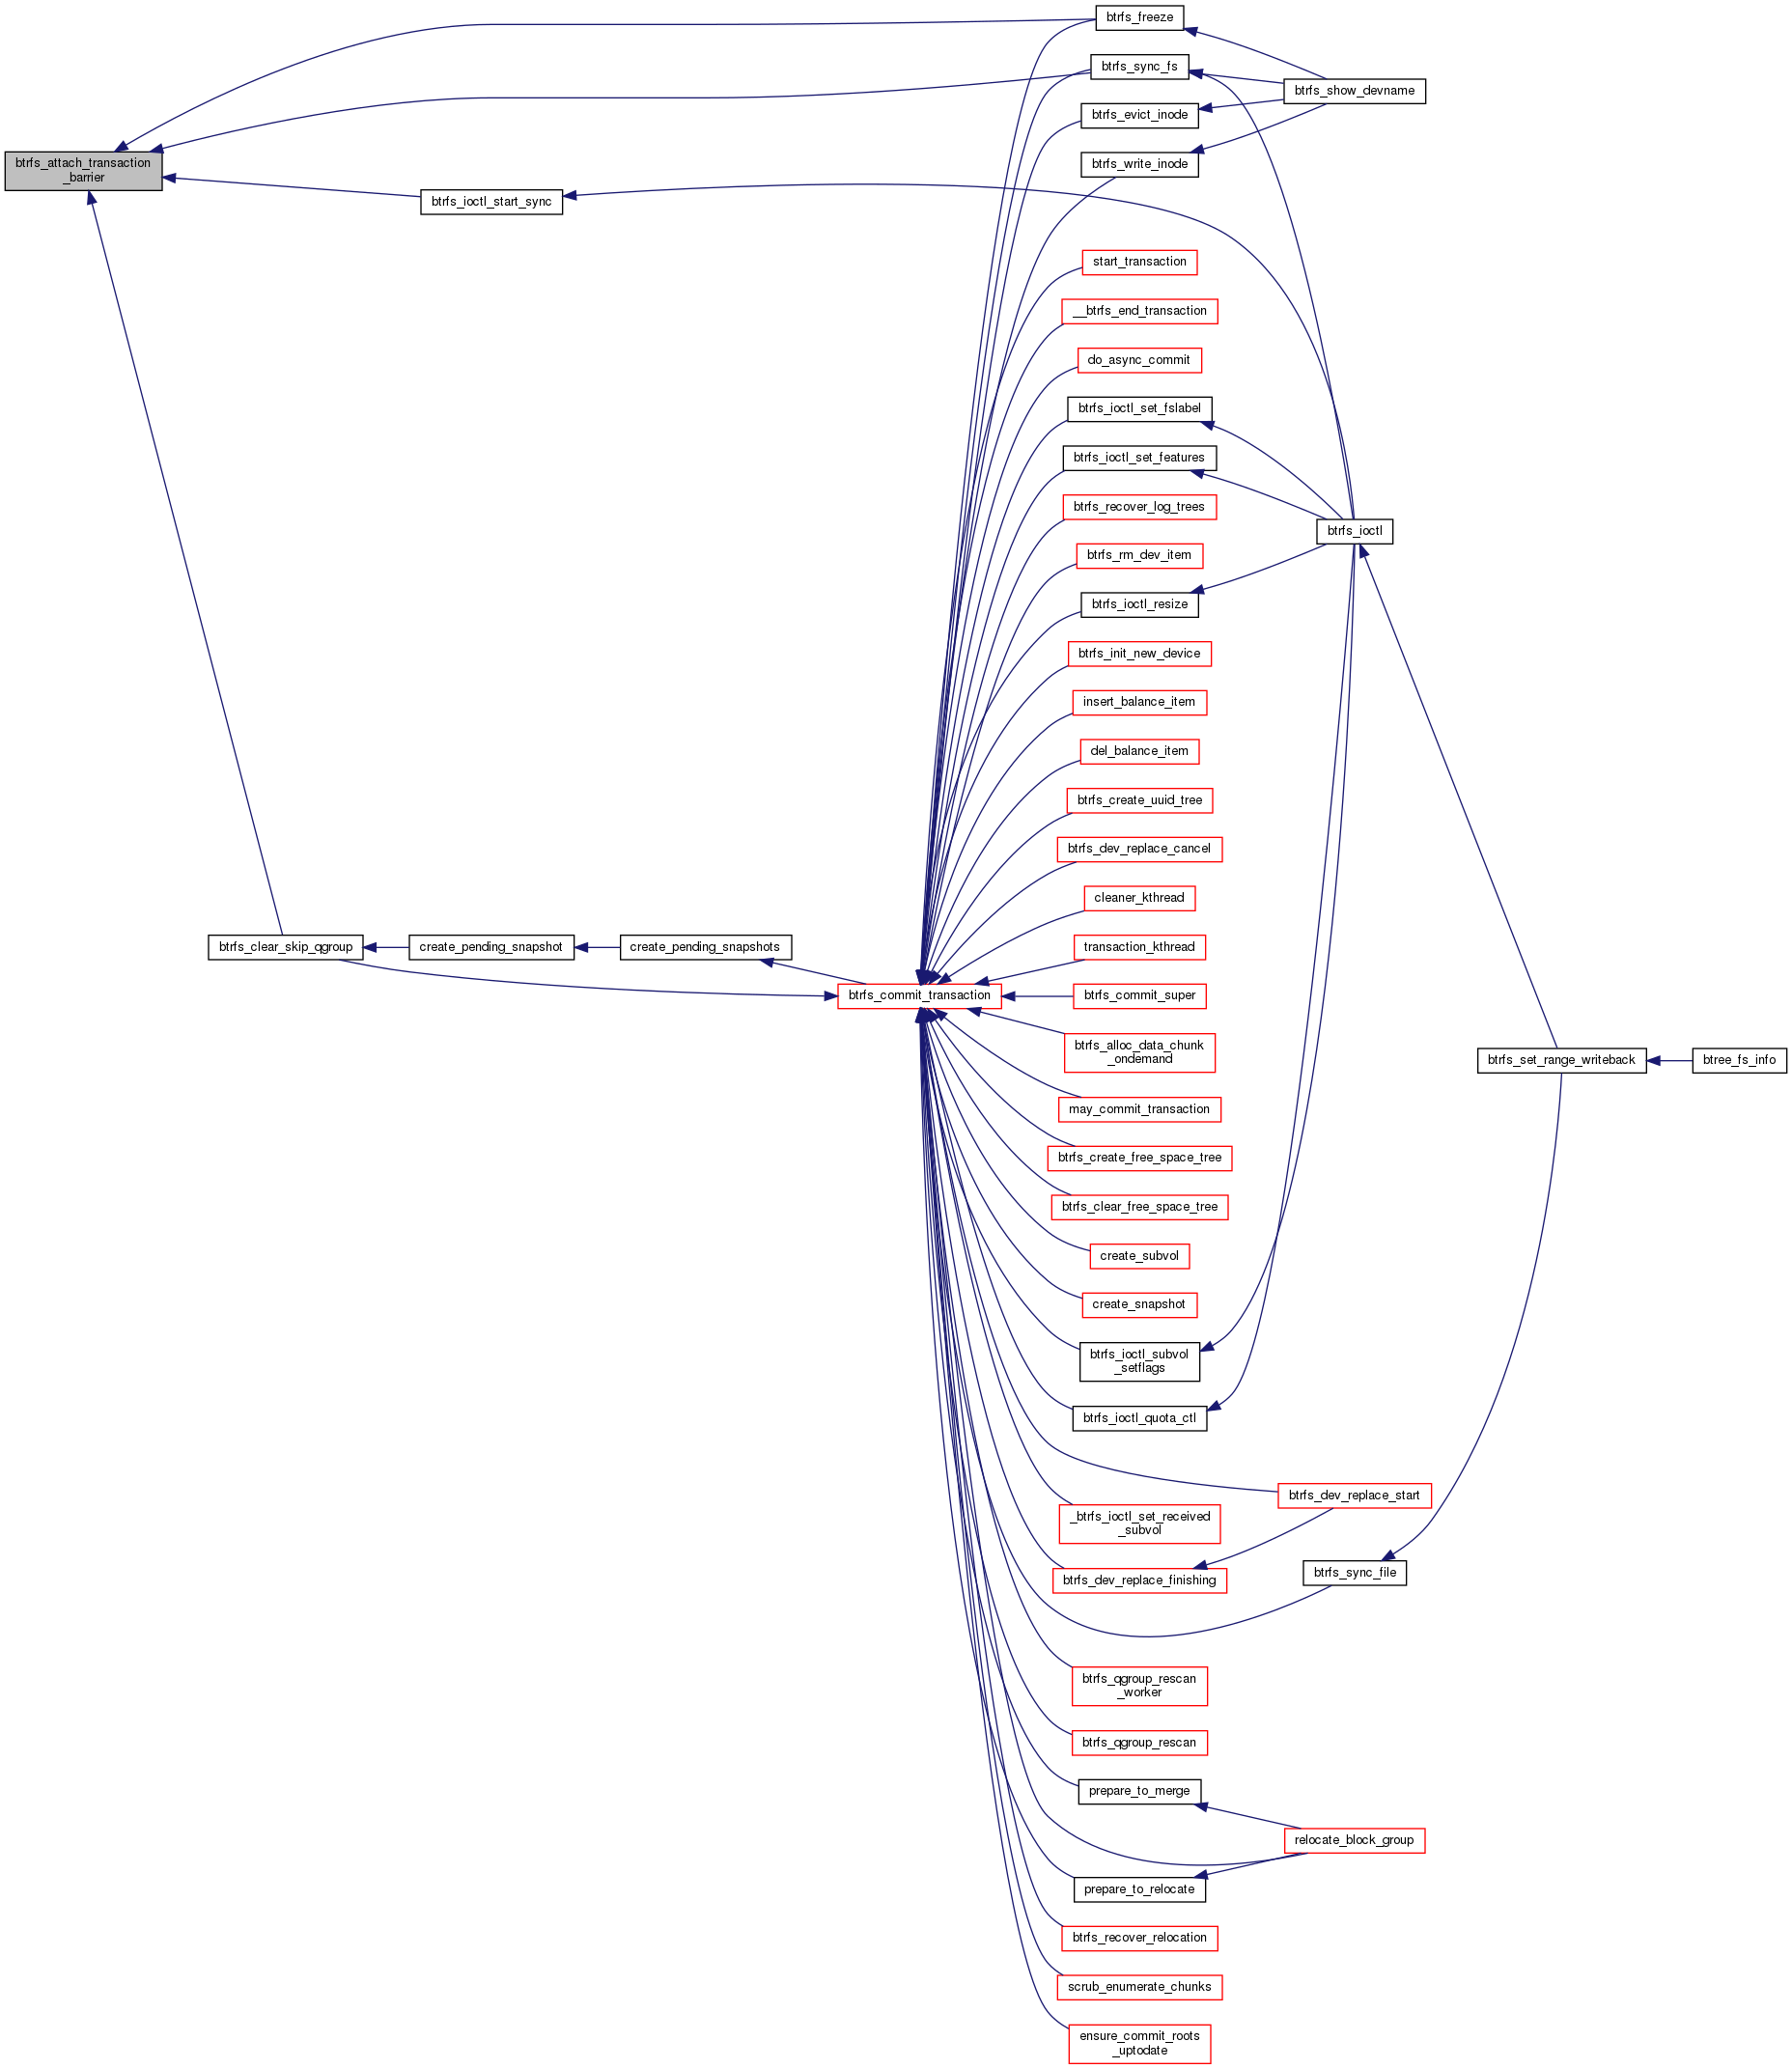 btrfs_freeze
btrfs_sync_fs
btrfs_show_devname
btrfs_evict_inode
btrfs_write_inode
btrfs_attach_transaction
_barrier
btrfs_ioctl_start_sync
start_transaction
__btrfs_end_transaction
do_async_commit
btrfs_ioctl_set_fslabel
btrfs_ioctl_set_features
btrfs_recover_log_trees
btrfs_ioctl
btrfs_rm_dev_item
btrfs_ioctl_resize
btrfs_init_new_device
insert_balance_item
del_balance_item
btrfs_create_uuid_tree
btrfs_dev_replace_cancel
cleaner_kthread
btrfs_clear_skip_qgroup
create_pending_snapshot
create_pending_snapshots
transaction_kthread
btrfs_commit_transaction
btrfs_commit_super
btrfs_alloc_data_chunk
_ondemand
btrfs_set_range_writeback
btree_fs_info
may_commit_transaction
btrfs_create_free_space_tree
btrfs_clear_free_space_tree
create_subvol
create_snapshot
btrfs_ioctl_subvol
_setflags
btrfs_ioctl_quota_ctl
btrfs_dev_replace_start
_btrfs_ioctl_set_received
_subvol
btrfs_sync_file
btrfs_dev_replace_finishing
btrfs_qgroup_rescan
_worker
btrfs_qgroup_rescan
prepare_to_merge
relocate_block_group
prepare_to_relocate
btrfs_recover_relocation
scrub_enumerate_chunks
ensure_commit_roots
_uptodate